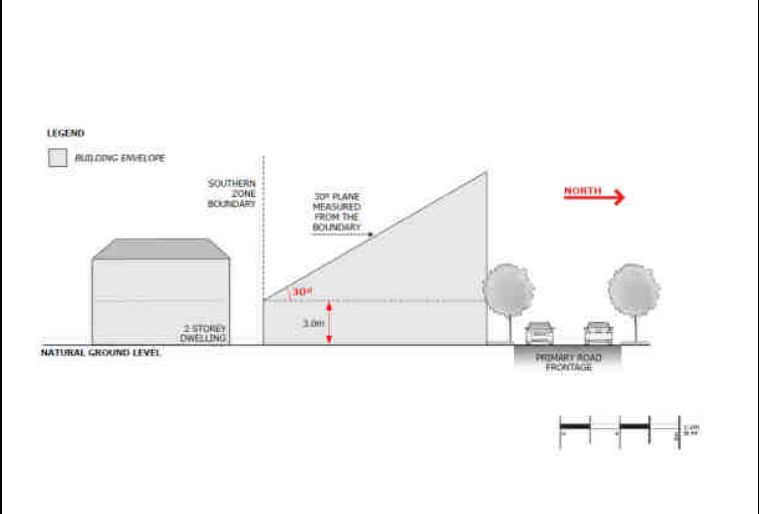 LEGEND
BUILDING ENVELOPE
SOUTHERN
ZONE
BOUNDARY
30° PLANE
MEASURED
FROM THE
BOUNDARY
NORTH
30°
3.0m
2 STOREY
DWELLING
NATURAL GROUND LEVEL
PRIMARY ROAD
FRONTAGE